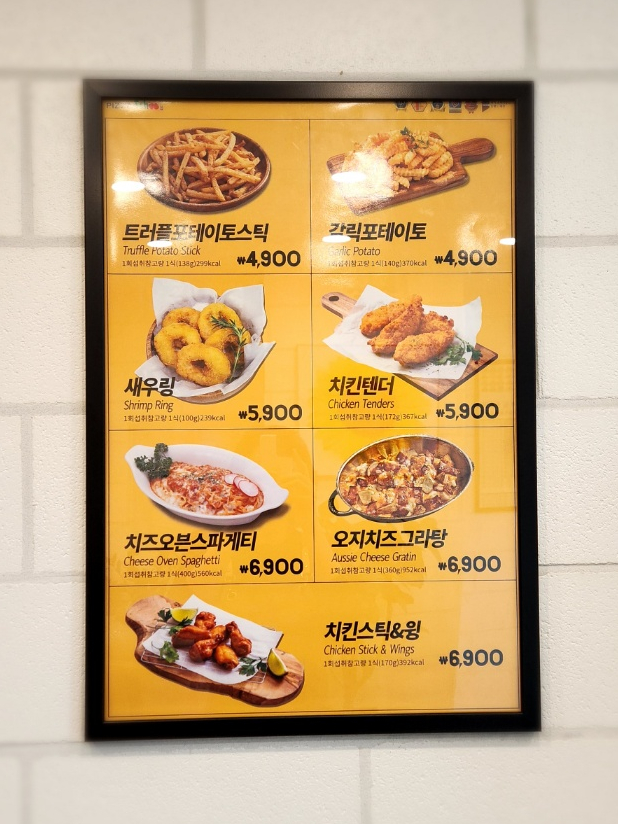 트러플포테이토스틱
Truffle Potato Stick
1회섭취참고량 1식(138g)299kcal
₩4,900
갈릭포테이토
Garlic Potato
1회섭취참고량 1식(140g)370kcal
₩4,900
새우링
Shrimp Ring
1회섭취참고량 1식(100g)239kcal
₩5,900
치킨텐더
Chicken Tenders
1회섭취참고량 1식(172g)367kcal
₩5,900
치즈오븐스파게티
Cheese Oven Spaghetti
1회섭취참고량 1식(400g)560kcal
₩6,900
오지치즈그라탕
Aussie Cheese Gratin
1회섭취참고량 1식(360g)952kcal
₩6,900
치킨스틱&윙
Chicken Stick & Wings
1회섭취참고량 1식(170g)392kcal
₩6,900